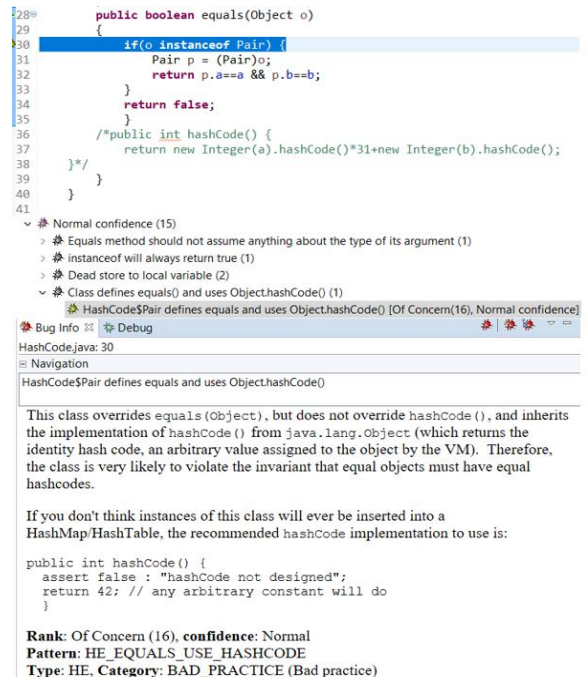 28 public boolean equals(Object o)
29 {
30 if(o instanceof Pair) {
31 Pair p = (Pair)o;
32 return p.a==a && p.b==b;
33 }
34 return false;
35 }
36 /*public int hashCode() {
37 return new Integer(a).hashCode()*31+new Integer(b).hashCode();
38 }*/
39 }
40 }
41
Normal confidence (15)
Equals method should not assume anything about the type of its argument (1)
instanceof will always return true (1)
Dead store to local variable (2)
Class defines equals() and uses Object.hashCode() (1)
HashCode$Pair defines equals and uses Object.hashCode() [Of Concern(16), Normal confidence]
Bug Info Debug
HashCode.java: 30
Navigation
HashCode$Pair defines equals and uses Object.hashCode()
This class overrides equals(Object), but does not override hashCode(), and inherits
the implementation of hashCode() from java.lang.Object (which returns the
identity hash code, an arbitrary value assigned to the object by the VM). Therefore,
the class is very likely to violate the invariant that equal objects must have equal
hashcodes.
If you don't think instances of this class will ever be inserted into a
HashMap/HashTable, the recommended hashCode implementation to use is:
public int hashCode() {
assert false : "hashCode not designed";
return 42; // any arbitrary constant will do
}
Rank: Of Concern (16), confidence: Normal
Pattern: HE_EQUALS_USE_HASHCODE
Type: HE, Category: BAD_PRACTICE (Bad practice)